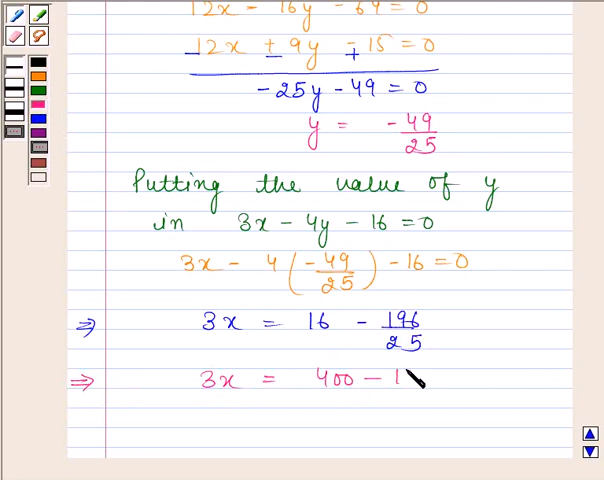 12x - 16y - 64 = 0
12x + 9y - 15 = 0
- - +
- 25y - 49 = 0
y = -49/25
Putting the value of y
in 3x - 4y - 16 = 0
3x - 4 (-49/25) - 16 = 0
⇒ 3x = 16 - 196/25
⇒ 3x = 400 - 1